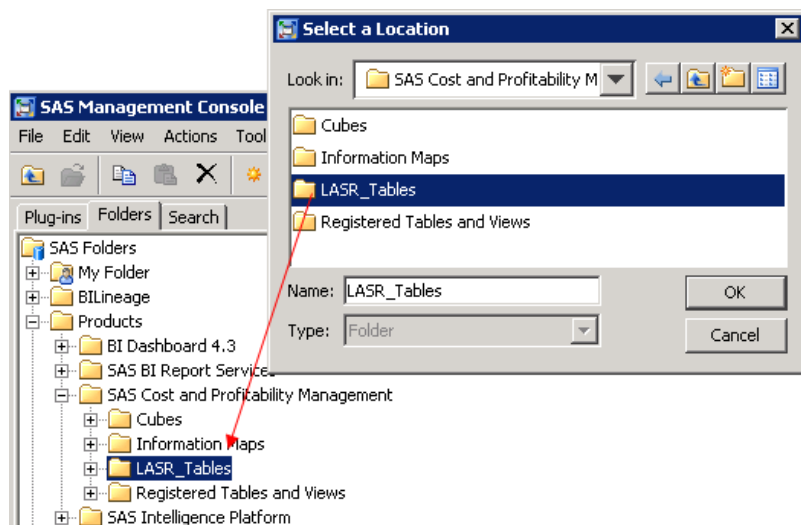 Select a Location
Look in: SAS Cost and Profitability M
Cubes
Information Maps
LASR_Tables
Registered Tables and Views
Name: LASR_Tables OK
Type: Folder Cancel
SAS Management Console
File Edit View Actions Tool
Plug-ins Folders Search
SAS Folders
My Folder
BILineage
Products
BI Dashboard 4.3
SAS BI Report Services
SAS Cost and Profitability Management
Cubes
Information Maps
LASR_Tables
Registered Tables and Views
SAS Intelligence Platform